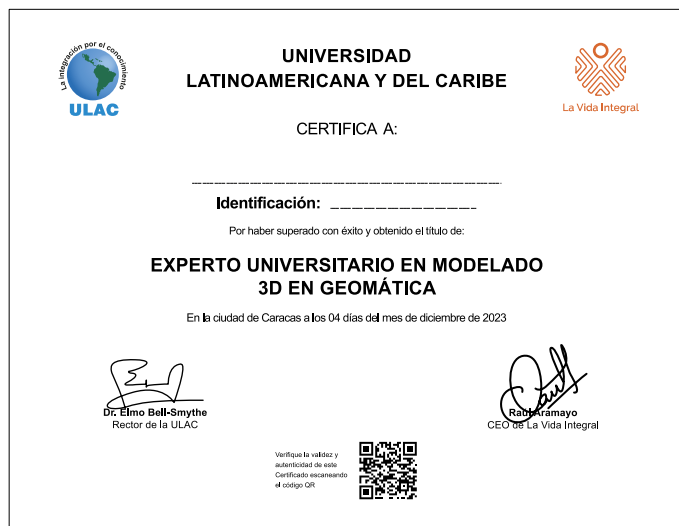 La integración por el conocimiento
ULAC
UNIVERSIDAD
LATINOAMERICANA Y DEL CARIBE
La Vida Integral
CERTIFICA A:
Identificación:
Por haber superado con éxito y obtenido el título de:
EXPERTO UNIVERSITARIO EN MODELADO
3D EN GEOMÁTICA
En la ciudad de Caracas a los 04 días del mes de diciembre de 2023
Dr. Elmo Bell-Smythe
Rector de la ULAC
Raúl Aramayo
CEO de La Vida Integral
Verifique la validez y
autenticidad de este
Certificado escaneando
el código QR